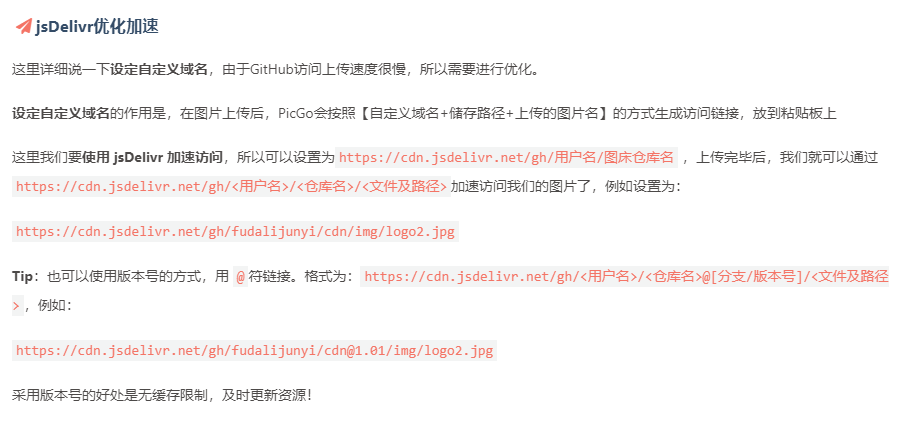 jsDelivr优化加速
这里详细说一下设定自定义域名，由于GitHub访问上传速度很慢，所以需要进行优化。
设定自定义域名的作用是，在图片上传后，PicGo会按照【自定义域名+储存路径+上传的图片名】的方式生成访问链接，放到粘贴板上
这里我们要使用 jsDelivr 加速访问，所以可以设置为 https://cdn.jsdelivr.net/gh/用户名/图床仓库名 ，上传完毕后，我们就可以通过
https://cdn.jsdelivr.net/gh/<用户名>/<仓库名>/<文件及路径> 加速访问我们的图片了，例如设置为：
https://cdn.jsdelivr.net/gh/fudalijunyi/cdn/img/logo2.jpg
Tip：也可以使用版本号的方式，用 @ 符链接。格式为： https://cdn.jsdelivr.net/gh/<用户名>/<仓库名>@[分支/版本号]/<文件及路径
>，例如：
https://cdn.jsdelivr.net/gh/fudalijunyi/cdn@1.01/img/logo2.jpg
采用版本号的好处是无缓存限制，及时更新资源！